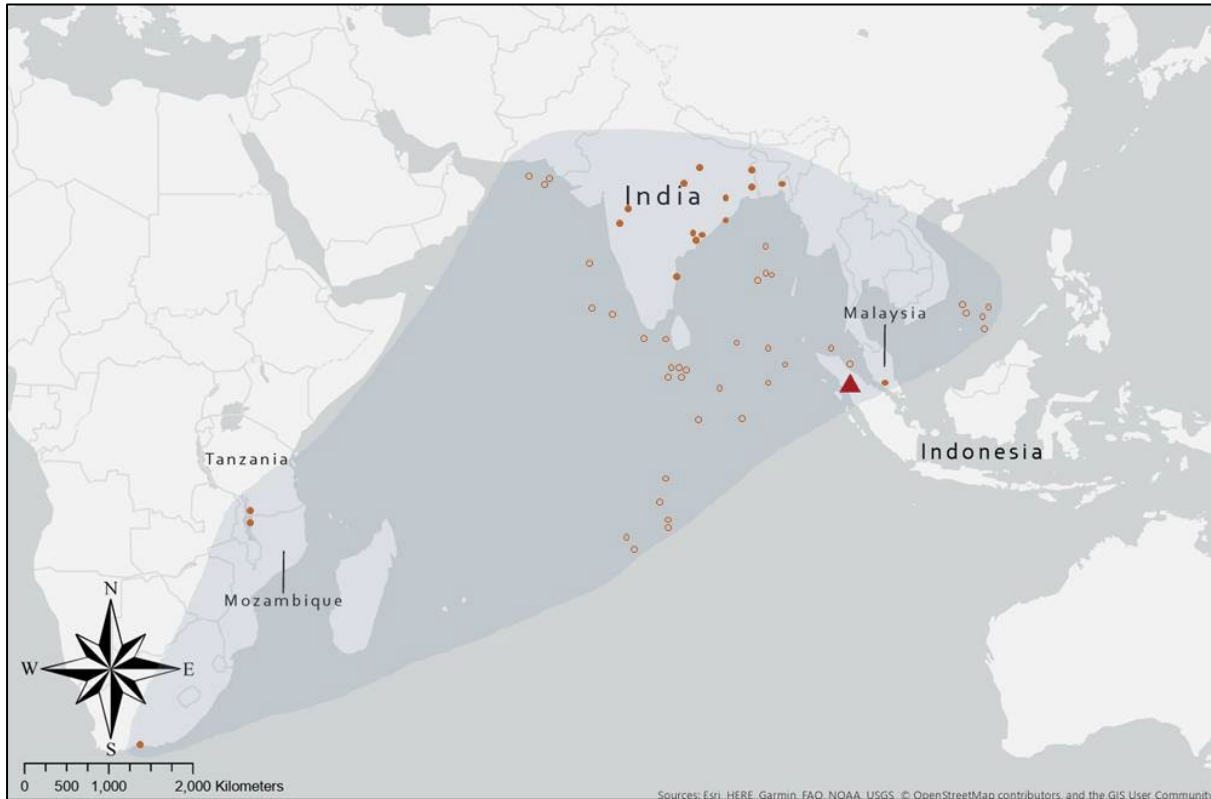 India
Malaysia
Indonesia
Tanzania
Mozambique
N
W E
S
0 500 1,000 2,000 Kilometers
Sources: Esri, HERE, Garmin, FAO, NOAA, USGS, © OpenStreetMap contributors, and the GIS User Community